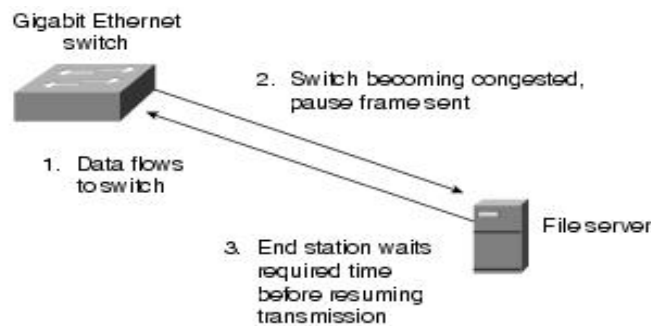 Gigabit Ethernet
switch
2. Switch becoming congested,
pause frame sent
1. Data flows
to switch
File server
3. End station waits
required time
before resuming
transmission